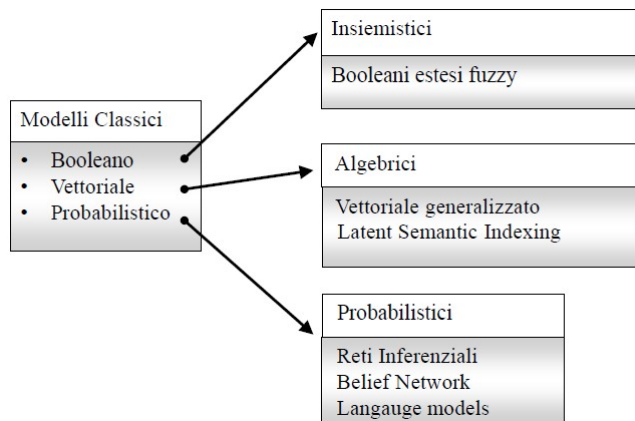 Modelli Classici
• Booleano
• Vettoriale
• Probabilistico
Insiemistici
Booleani estesi fuzzy
Algebrici
Vettoriale generalizzato
Latent Semantic Indexing
Probabilistici
Reti Inferenziali
Belief Network
Langauge models